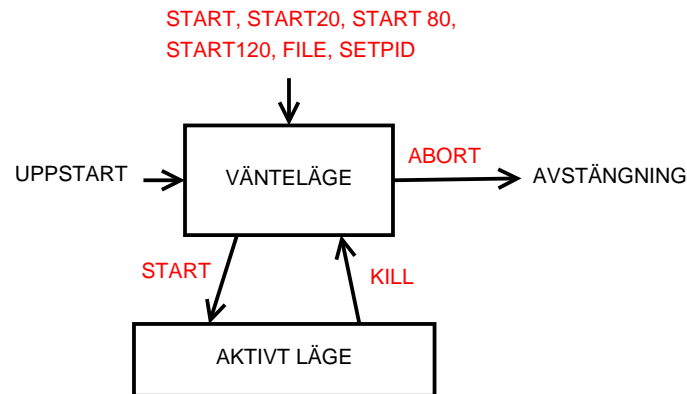 START, START20, START 80,
START120, FILE, SETPID
UPPSTART
VÄNTELÄGE
ABORT
AVSTÄNGNING
START
KILL
AKTIVT LÄGE